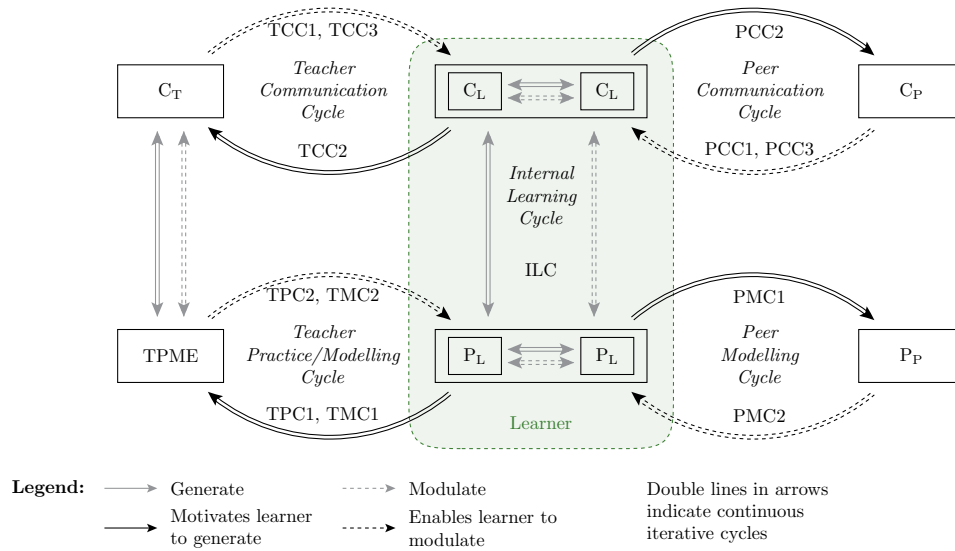 TCC1, TCC3
PCC2
C_T
Teacher
Communication
Cycle
C_L
C_L
Peer
Communication
Cycle
C_P
TCC2
PCC1, PCC3
Internal
Learning
Cycle
ILC
TPC2, TMC2
PMC1
TPME
Teacher
Practice/Modelling
Cycle
P_L
P_L
Peer
Modelling
Cycle
P_P
TPC1, TMC1
PMC2
Learner
Legend:
Generate
Modulate
Motivates learner
to generate
Enables learner to
modulate
Double lines in arrows
indicate continuous
iterative cycles